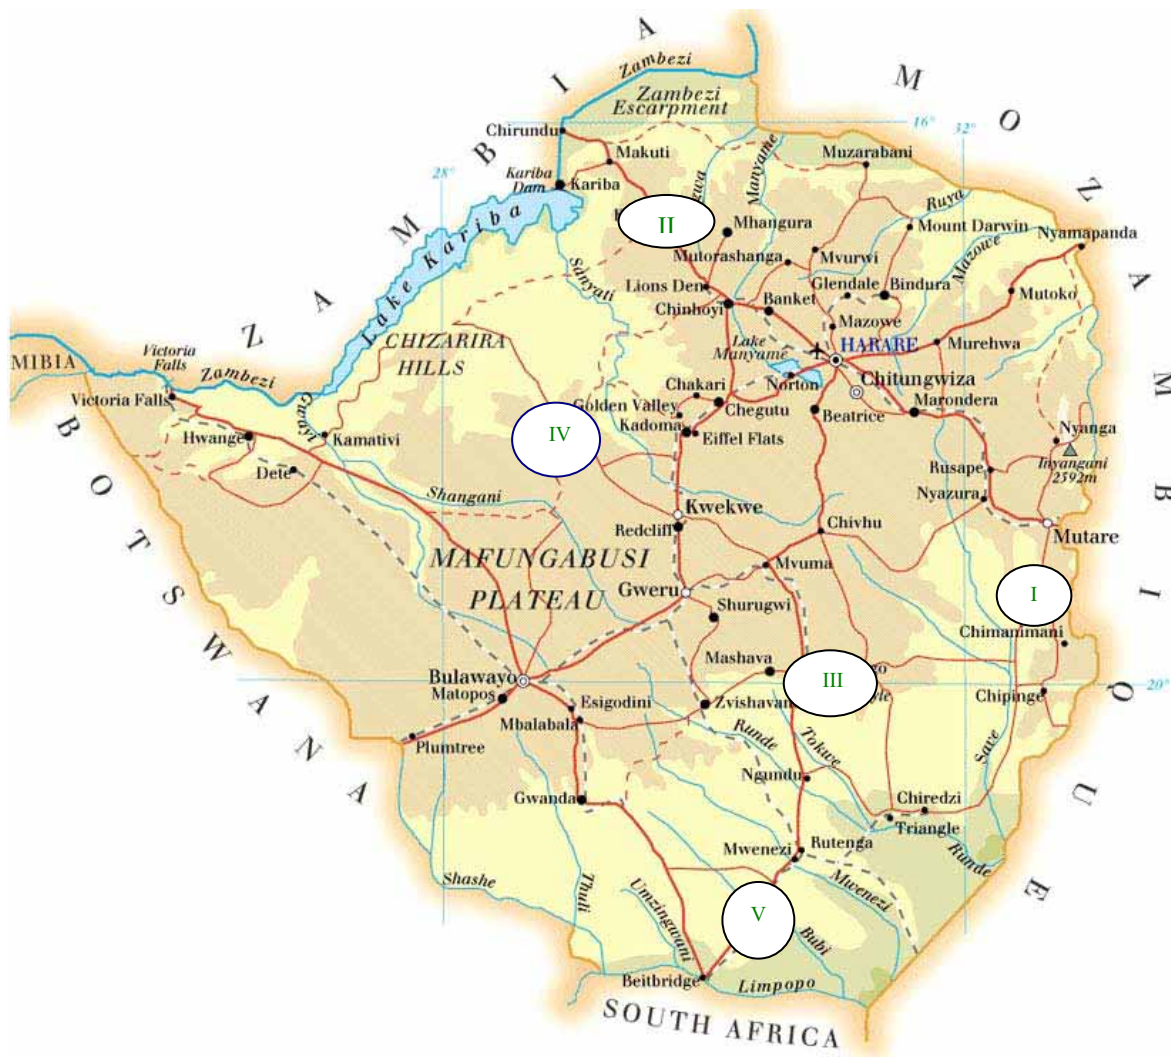 ZAMBIA
MOZAMBIQUE
Zambezi
Zambezi
Escarpment
Chirundu
16°
32°
Makuti
Muzarabani
Kariba
Dam
Kariba
28°
Manyame
Ruya
II
Mhangura
Mount Darwin
Mazowe
Nyamapanda
Lake Kariba
Sanyati
Mutorashanga
Mvurwi
Lions Den
Glendale
Bindura
Mutoko
Chinhoyi
Banket
Mazowe
CHIZARIRA
HILLS
Lake
Manyame
HARARE
Murehwa
Victoria
Falls
MIBIA
Zambezi
Norton
Chitungwiza
Victoria Falls
Chakari
Golden Valley
Chegutu
Beatrice
Marondera
Gwayi
Kadoma
Eiffel Flats
IV
Hwange
Kamativi
Nyanga
Inyangani
2592m
Dete
Rusape
Shangani
Nyazura
Kwekwe
Redcliff
Chivhu
Mutare
MAFUNGABUSI
PLATEAU
Mvuma
Gweru
I
Shurugwi
Chimanimani
BOTSWANA
Bulawayo
Mashava
III
20°
Matopos
Esigodini
Chipinge
Mbalabala
Runde
Tokwe
Save
Plumtree
Ngundu
Gwanda
Chiredzi
Triangle
Mwenezi
Rutenga
Runde
Shashe
Thuli
Umzingwani
Mwenezi
V
Bubi
Beitbridge
Limpopo
SOUTH AFRICA